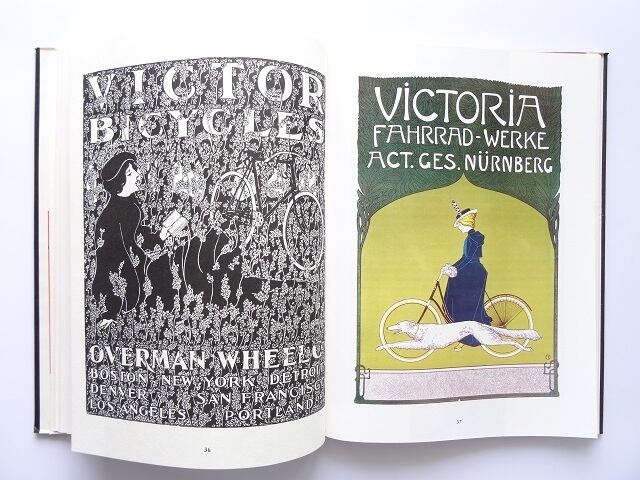 VICTOR
BICYCLES
OVERMAN WHEEL C
BOSTON NEW YORK DETROIT
DENVER SAN FRANCISCO
LOS ANGELES PORTLAND
36
VICTORIA
FAHRRAD-WERKE
ACT. GES. NÜRNBERG
37